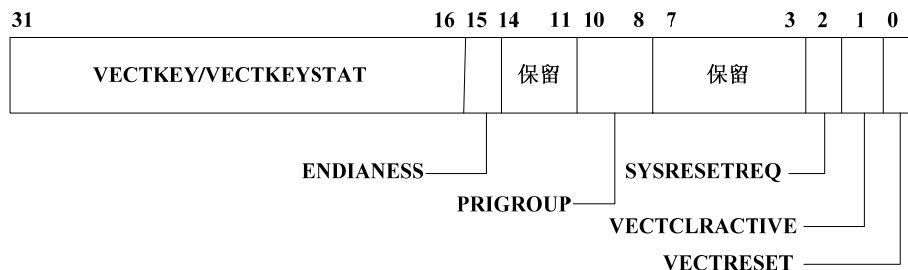 31 16 15 14 11 10 8 7 3 2 1 0
VECTKEY/VECTKEYSTAT 保留 保留
ENDIANESS SYSRESETREQ
PRIGROUP
VECTCLRACTIVE
VECTRESET